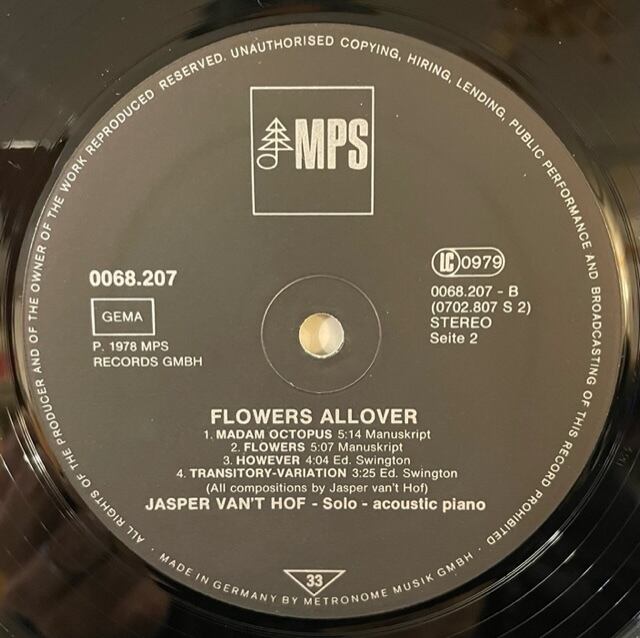 ALL RIGHTS OF THE PRODUCER AND OF THE OWNER OF THE WORK REPRODUCED RESERVED. UNAUTHORISED COPYING, HIRING, LENDING, PUBLIC PERFORMANCE AND BROADCASTING OF THIS RECORD PROHIBITED
MPS
0068.207
GEMA
P. 1978 MPS
RECORDS GMBH
LC 0979
0068.207 - B
(0702.807 S 2)
STEREO
Seite 2
FLOWERS ALLOVER
1. MADAM OCTOPUS 5:14 Manuskript
2. FLOWERS 5:07 Manuskript
3. HOWEVER 4:04 Ed. Swington
4. TRANSITORY-VARIATION 3:25 Ed. Swington
(All compositions by Jasper van't Hof)
JASPER VAN'T HOF - Solo - acoustic piano
33
· MADE IN GERMANY BY METRONOME MUSIK GMBH ·